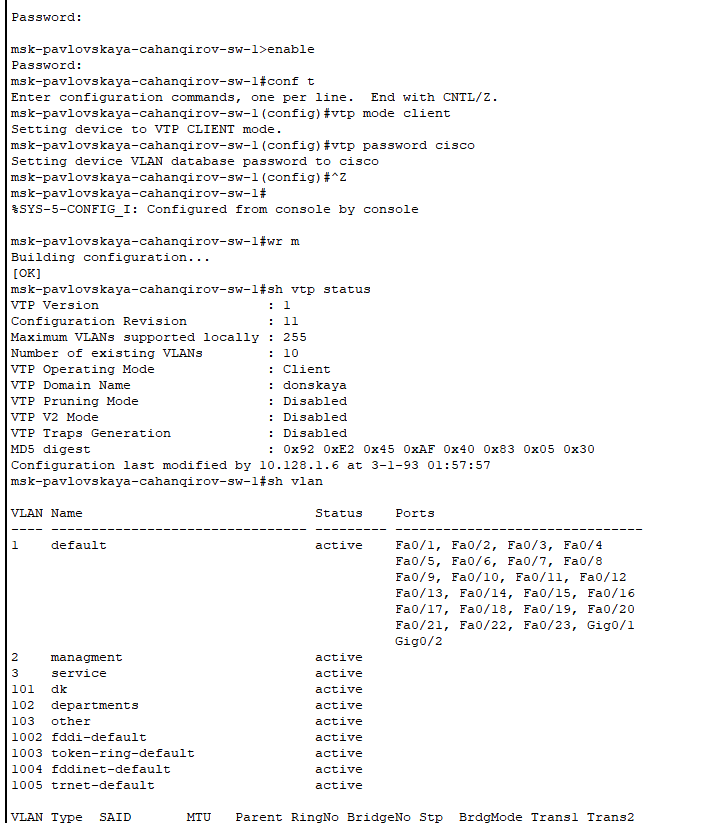 Password:
msk-pavlovskaya-cahanqirov-sw-1>enable
Password:
msk-pavlovskaya-cahanqirov-sw-1#conf t
Enter configuration commands, one per line.  End with CNTL/Z.
msk-pavlovskaya-cahanqirov-sw-1(config)#vtp mode client
Setting device to VTP CLIENT mode.
msk-pavlovskaya-cahanqirov-sw-1(config)#vtp password cisco
Setting device VLAN database password to cisco
msk-pavlovskaya-cahanqirov-sw-1(config)#^Z
msk-pavlovskaya-cahanqirov-sw-1#
%SYS-5-CONFIG_I: Configured from console by console
msk-pavlovskaya-cahanqirov-sw-1#wr m
Building configuration...
[OK]
msk-pavlovskaya-cahanqirov-sw-1#sh vtp status
VTP Version                     : 1
Configuration Revision          : 11
Maximum VLANs supported locally : 255
Number of existing VLANs        : 10
VTP Operating Mode              : Client
VTP Domain Name                 : donskaya
VTP Pruning Mode                : Disabled
VTP V2 Mode                     : Disabled
VTP Traps Generation            : Disabled
MD5 digest                      : 0x92 0xE2 0x45 0xAF 0x40 0x83 0x05 0x30
Configuration last modified by 10.128.1.6 at 3-1-93 01:57:57
msk-pavlovskaya-cahanqirov-sw-1#sh vlan
VLAN Name                             Status    Ports
---- -------------------------------- --------- -------------------------------
1    default                          active    Fa0/1, Fa0/2, Fa0/3, Fa0/4
                                                Fa0/5, Fa0/6, Fa0/7, Fa0/8
                                                Fa0/9, Fa0/10, Fa0/11, Fa0/12
                                                Fa0/13, Fa0/14, Fa0/15, Fa0/16
                                                Fa0/17, Fa0/18, Fa0/19, Fa0/20
                                                Fa0/21, Fa0/22, Fa0/23, Gig0/1
                                                Gig0/2
2    managment                        active
3    service                          active
101  dk                               active
102  departments                      active
103  other                            active
1002 fddi-default                     active
1003 token-ring-default               active
1004 fddinet-default                  active
1005 trnet-default                    active
VLAN Type  SAID       MTU   Parent RingNo BridgeNo Stp  BrdgMode Trans1 Trans2